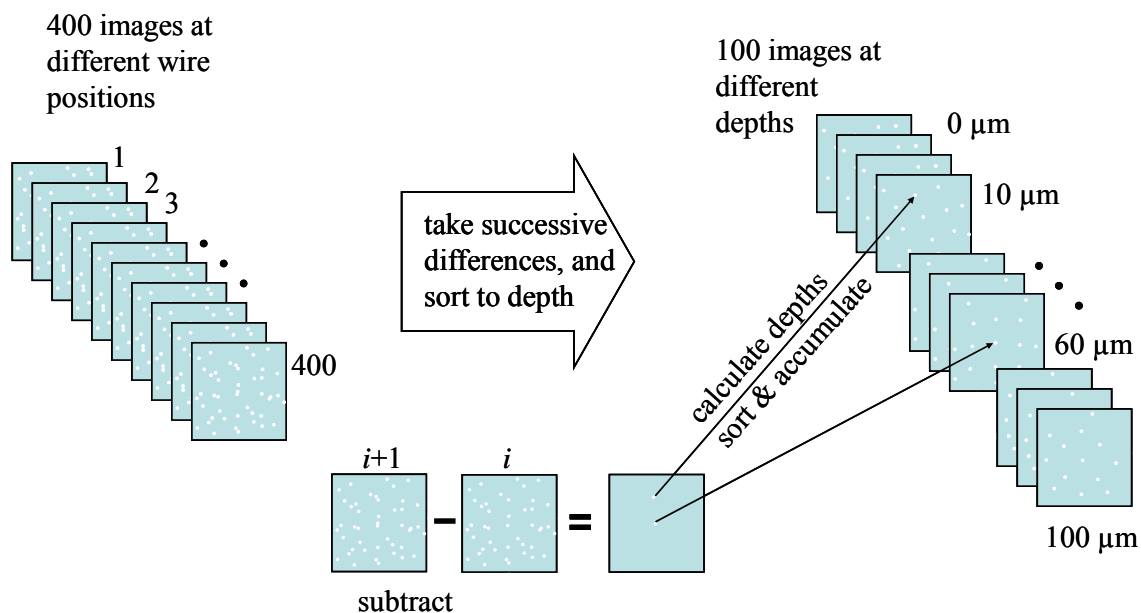 400 images at
different wire
positions
1
2
3
400
take successive
differences, and
sort to depth
100 images at
different
depths
0 µm
10 µm
60 µm
100 µm
calculate depths
sort & accumulate
i+1
i
subtract